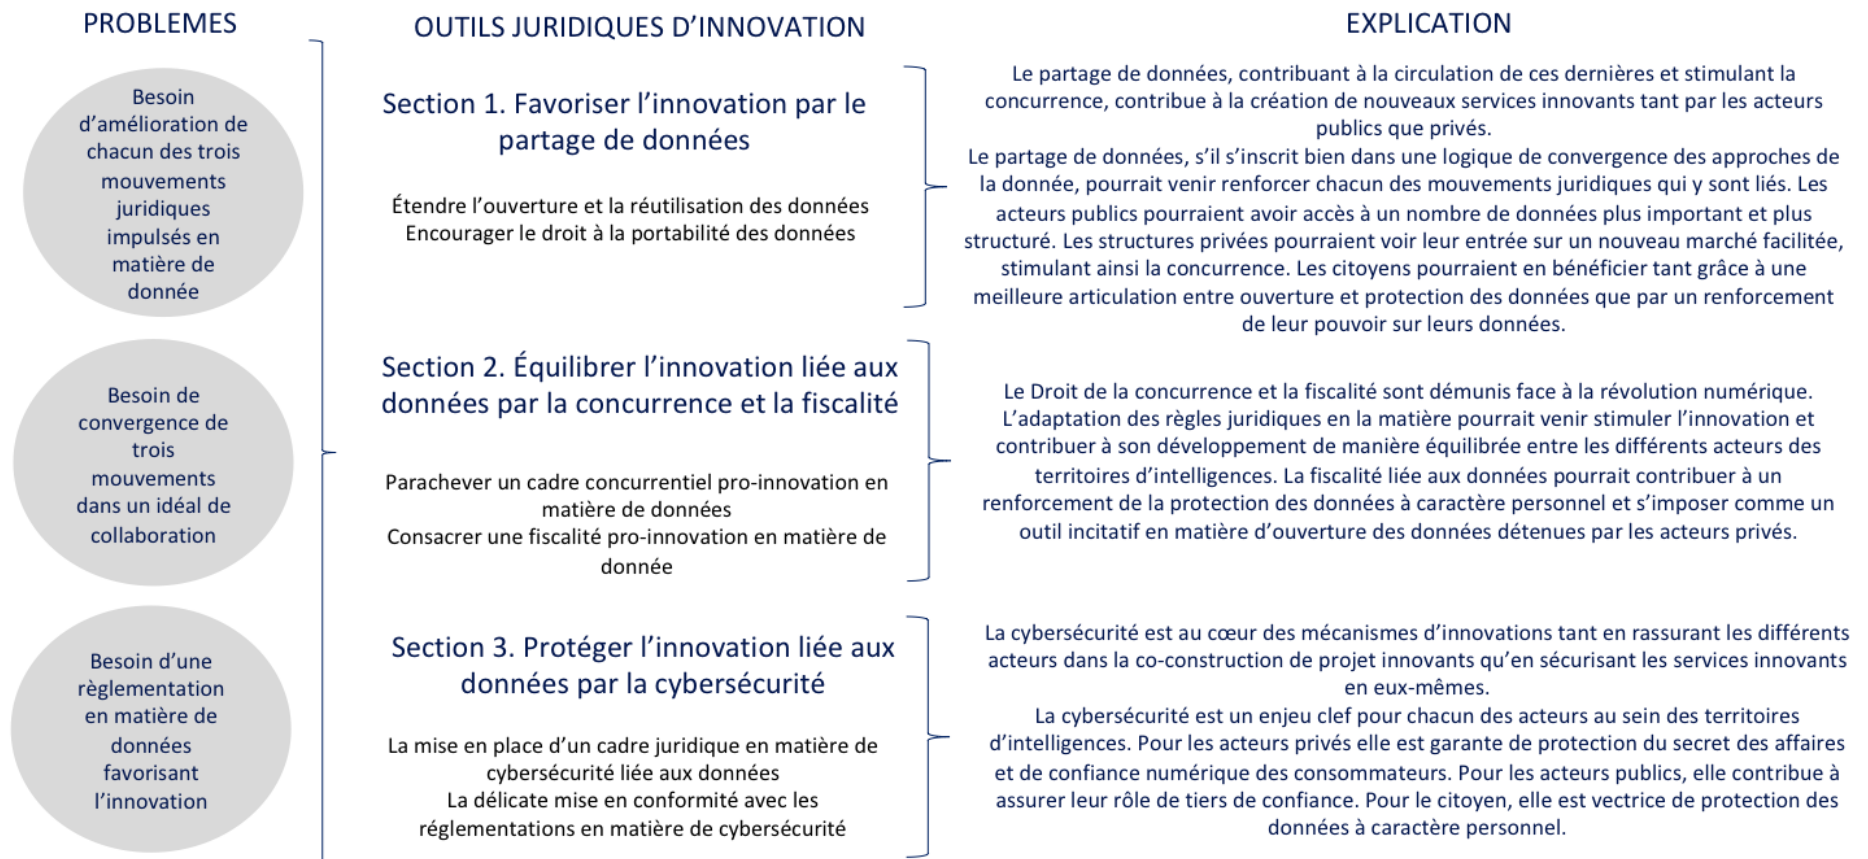 PROBLEMES
Besoin
d’amélioration de
chacun des trois
mouvements
juridiques
impulsés en
matière de
donnée
Besoin de
convergence de
trois
mouvements
dans un idéal de
collaboration
Besoin d’une
règlementation
en matière de
données
favorisant
l’innovation
OUTILS JURIDIQUES D’INNOVATION
Section 1. Favoriser l’innovation par le
partage de données
Étendre l’ouverture et la réutilisation des données
Encourager le droit à la portabilité des données
Section 2. Équilibrer l’innovation liée aux
données par la concurrence et la fiscalité
Parachever un cadre concurrentiel pro-innovation en
matière de données
Consacrer une fiscalité pro-innovation en matière de
donnée
Section 3. Protéger l’innovation liée aux
données par la cybersécurité
La mise en place d’un cadre juridique en matière de
cybersécurité liée aux données
La délicate mise en conformité avec les
réglementations en matière de cybersécurité
EXPLICATION
Le partage de données, contribuant à la circulation de ces dernières et stimulant la
concurrence, contribue à la création de nouveaux services innovants tant par les acteurs
publics que privés.
Le partage de données, s’il s’inscrit bien dans une logique de convergence des approches de
la donnée, pourrait venir renforcer chacun des mouvements juridiques qui y sont liés. Les
acteurs publics pourraient avoir accès à un nombre de données plus important et plus
structuré. Les structures privées pourraient voir leur entrée sur un nouveau marché facilitée,
stimulant ainsi la concurrence. Les citoyens pourraient en bénéficier tant grâce à une
meilleure articulation entre ouverture et protection des données que par un renforcement
de leur pouvoir sur leurs données.
Le Droit de la concurrence et la fiscalité sont démunis face à la révolution numérique.
L’adaptation des règles juridiques en la matière pourrait venir stimuler l’innovation et
contribuer à son développement de manière équilibrée entre les différents acteurs des
territoires d’intelligences. La fiscalité liée aux données pourrait contribuer à un
renforcement de la protection des données à caractère personnel et s’imposer comme un
outil incitatif en matière d’ouverture des données détenues par les acteurs privés.
La cybersécurité est au cœur des mécanismes d’innovations tant en rassurant les différents
acteurs dans la co-construction de projet innovants qu’en sécurisant les services innovants
en eux-mêmes.
La cybersécurité est un enjeu clef pour chacun des acteurs au sein des territoires
d’intelligences. Pour les acteurs privés elle est garante de protection du secret des affaires
et de confiance numérique des consommateurs. Pour les acteurs publics, elle contribue à
assurer leur rôle de tiers de confiance. Pour le citoyen, elle est vectrice de protection des
données à caractère personnel.